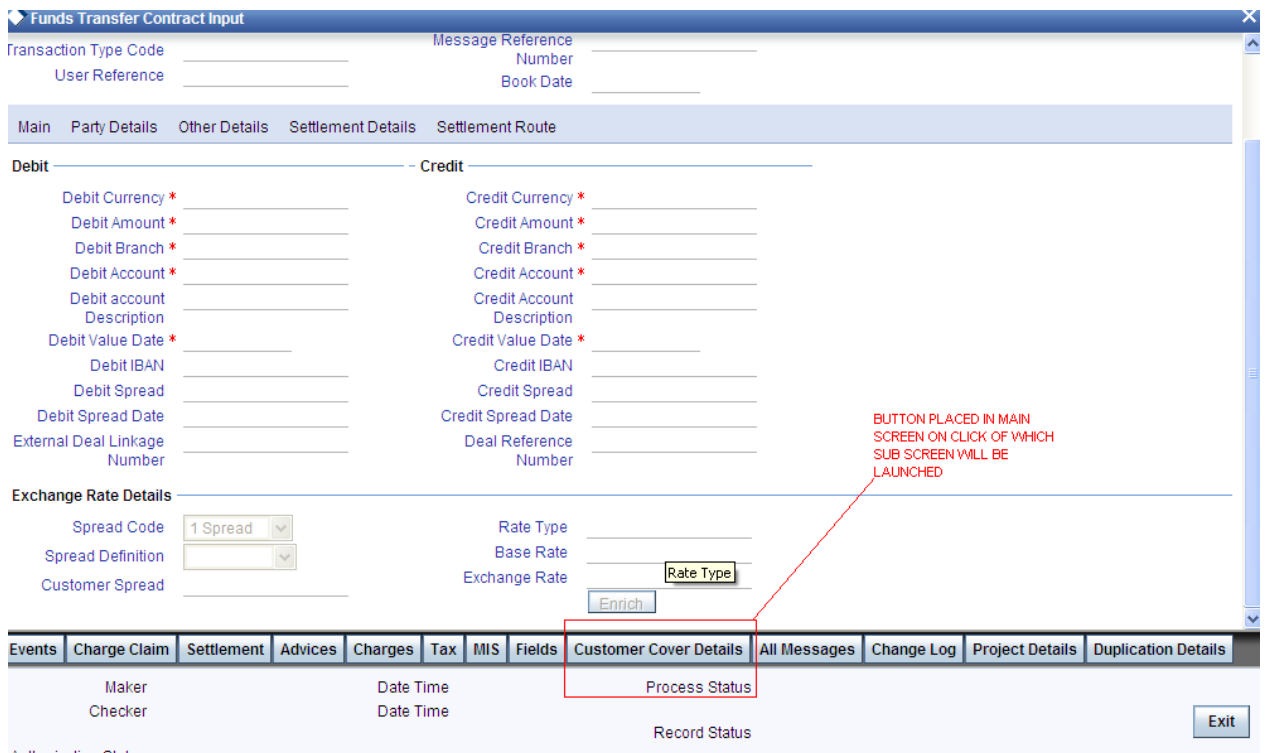 Funds Transfer Contract Input
Transaction Type Code
User Reference
Message Reference
Number
Book Date
Main Party Details Other Details Settlement Details Settlement Route
Debit
Debit Currency *
Debit Amount *
Debit Branch *
Debit Account *
Debit account
Description
Debit Value Date *
Debit IBAN
Debit Spread
Debit Spread Date
External Deal Linkage
Number
Credit
Credit Currency *
Credit Amount *
Credit Branch *
Credit Account *
Credit Account
Description
Credit Value Date *
Credit IBAN
Credit Spread
Credit Spread Date
Deal Reference
Number
BUTTON PLACED IN MAIN
SCREEN ON CLICK OF WHICH
SUB SCREEN WILL BE
LAUNCHED
Exchange Rate Details
Spread Code 1 Spread
Spread Definition
Customer Spread
Rate Type
Base Rate
Exchange Rate
Rate Type
Enrich
Events Charge Claim Settlement Advices Charges Tax MIS Fields Customer Cover Details All Messages Change Log Project Details Duplication Details
Maker Date Time Process Status
Checker Date Time
Record Status
Exit